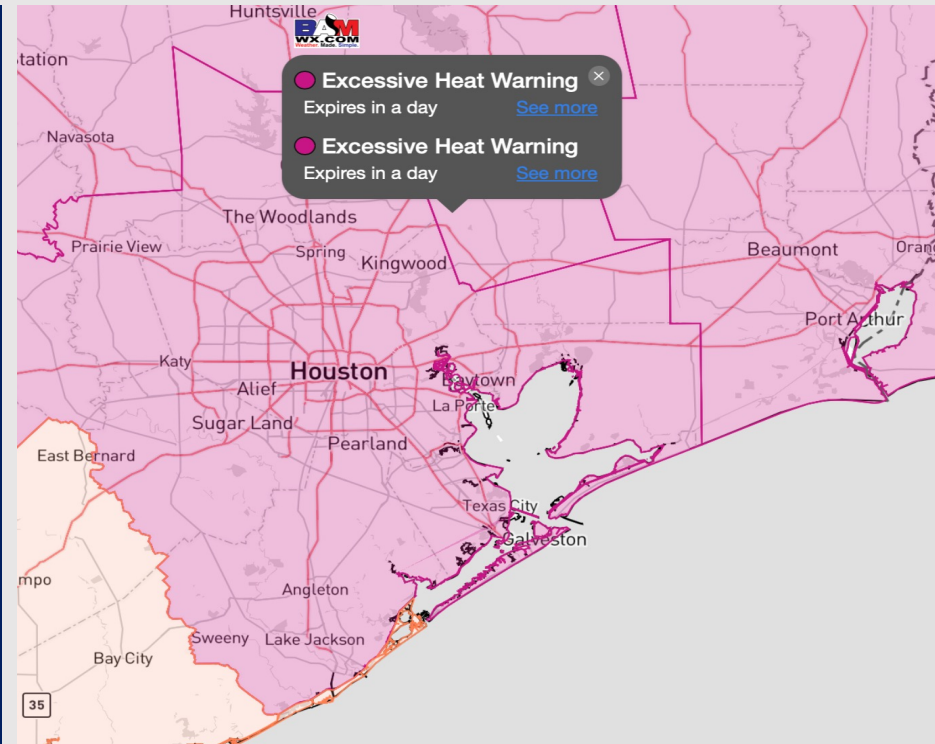 Huntsville
BAM
WX.COM
Weather. Made. Simple.
tation
Excessive Heat Warning
Expires in a day See more
Excessive Heat Warning
Expires in a day See more
Navasota
The Woodlands
Prairie View
Spring
Kingwood
Beaumont
Orang
Port Arthur
Katy
Houston
Baytown
Alief
La Porte
Sugar Land
Pearland
East Bernard
Texas City
Galveston
mpo
Angleton
Sweeny
Lake Jackson
Bay City
35